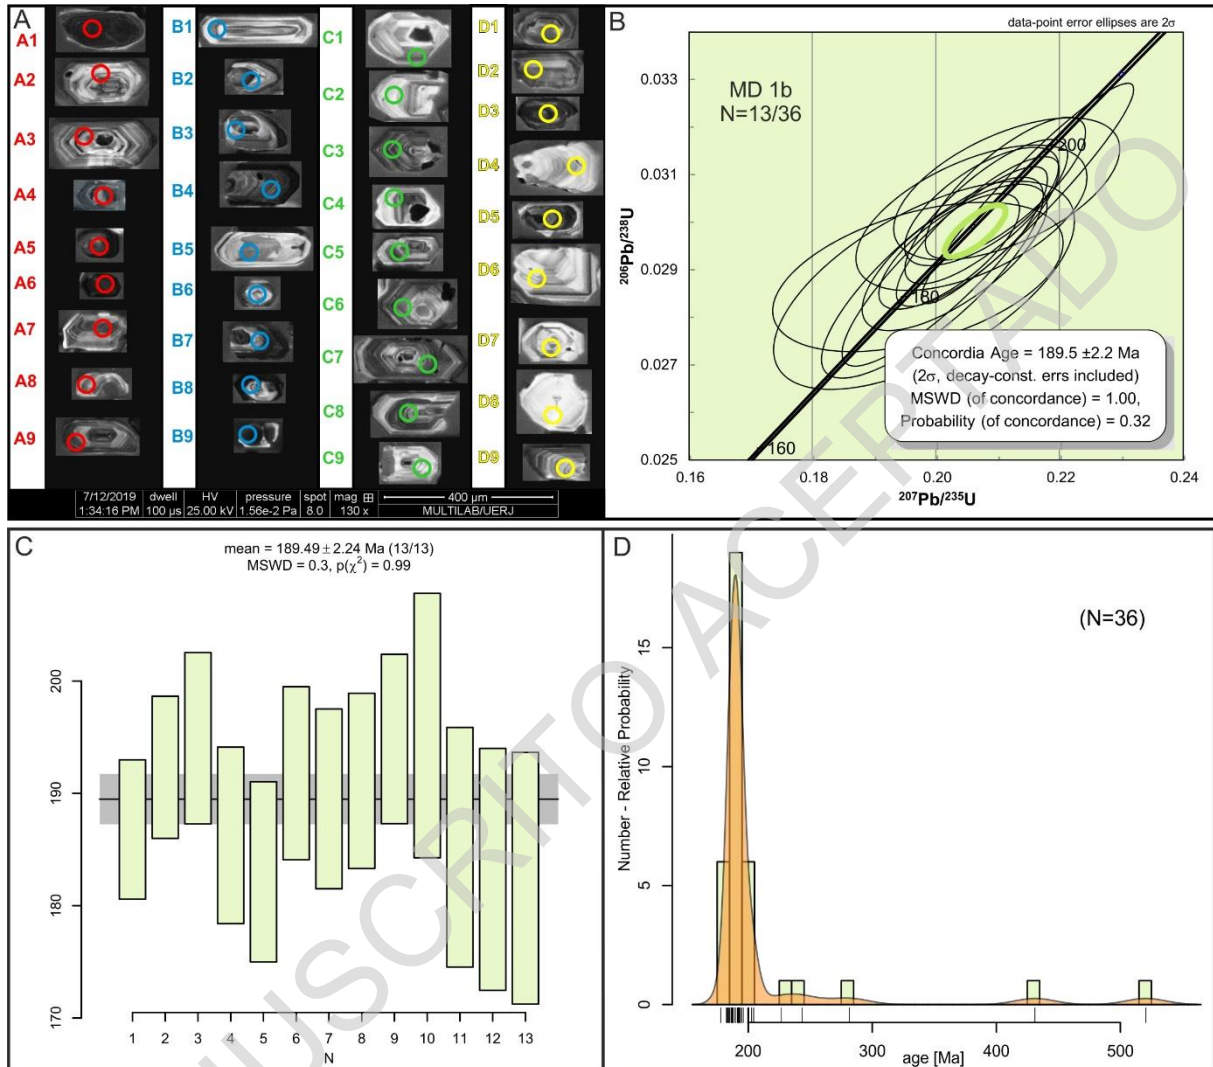 A
A1
A2
A3
A4
A5
A6
A7
A8
A9
B1
B2
B3
B4
B5
B6
B7
B8
B9
C1
C2
C3
C4
C5
C6
C7
C8
C9
D1
D2
D3
D4
D5
D6
D7
D8
D9
7/12/2019 dwell HV pressure spot mag ⊞ 400 µm
1:34:16 PM 100 µs 25.00 kV 1.56e-2 Pa 8.0 130 x MULTILAB/UERJ
B
data-point error ellipses are 2σ
MD 1b
N=13/36
0.033
0.031
0.029
0.027
0.025
206Pb/238U
200
180
160
Concordia Age = 189.5 ±2.2 Ma
(2σ, decay-const. errs included)
MSWD (of concordance) = 1.00,
Probability (of concordance) = 0.32
0.16 0.18 0.20 0.22 0.24
207Pb/235U
C
mean = 189.49 ± 2.24 Ma (13/13)
MSWD = 0.3, p(χ2) = 0.99
200
190
180
170
1 2 3 4 5 6 7 8 9 10 11 12 13
N
D
(N=36)
Number - Relative Probability
15
10
5
0
200 300 400 500
age [Ma]
NUSCRITO ACEPTADO